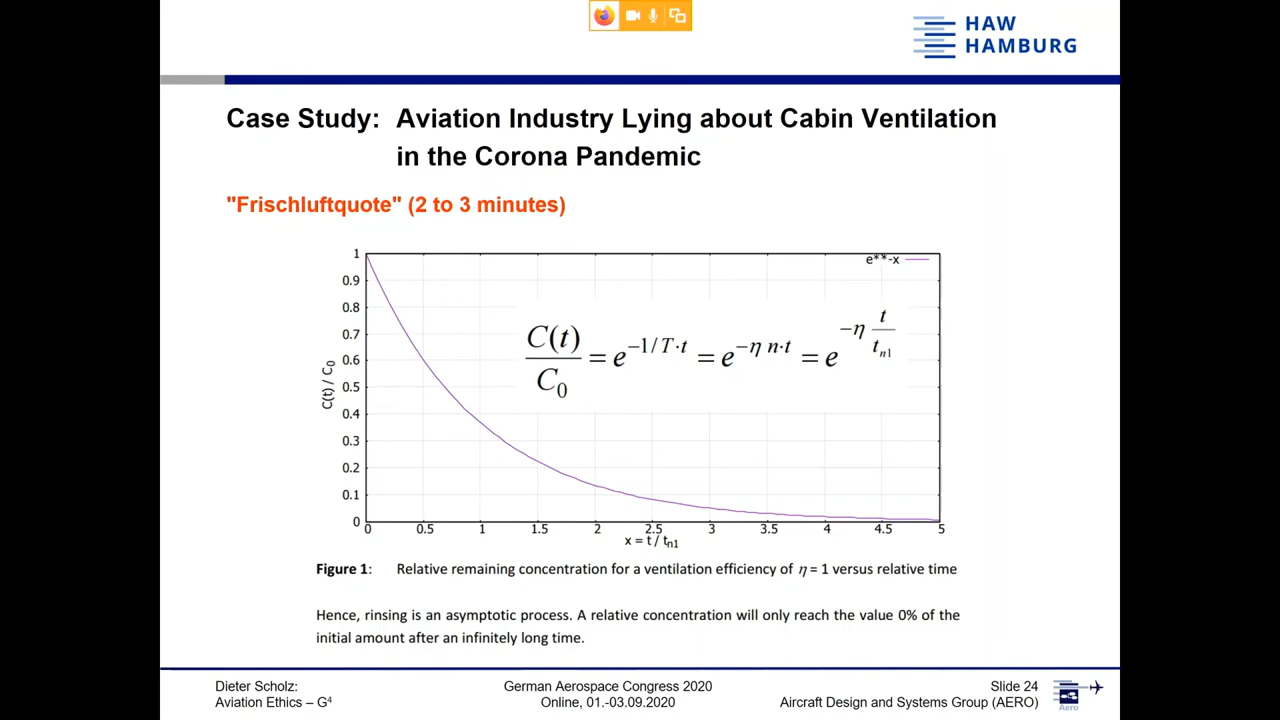 HAW
HAMBURG
Case Study: Aviation Industry Lying about Cabin Ventilation
in the Corona Pandemic
"Frischluftquote" (2 to 3 minutes)
C(t) / C₀
1
0.9
0.8
0.7
0.6
0.5
0.4
0.3
0.2
0.1
0
e**-x
C(t)/C₀ = e^(−1/T·t) = e^(−η n·t) = e^(−η t/tₙ₁)
0 0.5 1 1.5 2 2.5 3 3.5 4 4.5 5
x = t / tₙ₁
Figure 1: Relative remaining concentration for a ventilation efficiency of η = 1 versus relative time
Hence, rinsing is an asymptotic process. A relative concentration will only reach the value 0% of the
initial amount after an infinitely long time.
Dieter Scholz:
Aviation Ethics – G⁴
German Aerospace Congress 2020
Online, 01.-03.09.2020
Slide 24
Aircraft Design and Systems Group (AERO)
Aero